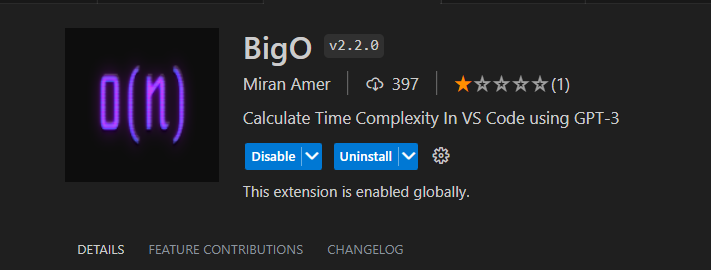 O(n)
BigO v2.2.0
Miran Amer 397 (1)
Calculate Time Complexity In VS Code using GPT-3
Disable Uninstall
This extension is enabled globally.
DETAILS FEATURE CONTRIBUTIONS CHANGELOG